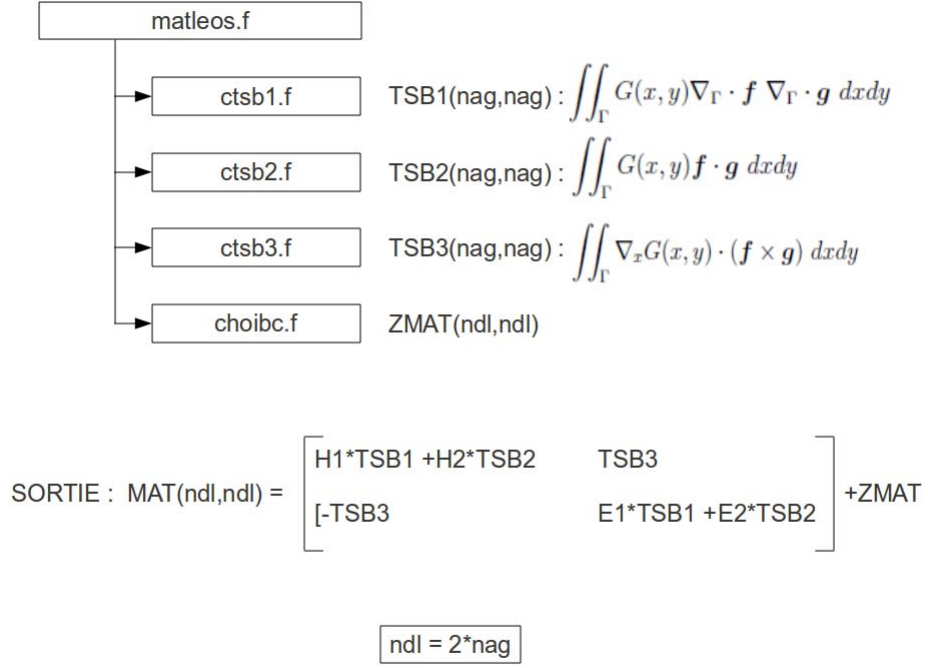 matleos.f
ctsb1.f TSB1(nag,nag) : ∬_Γ G(x,y)∇_Γ · f ∇_Γ · g dxdy
ctsb2.f TSB2(nag,nag) : ∬_Γ G(x,y)f · g dxdy
ctsb3.f TSB3(nag,nag) : ∬_Γ ∇_x G(x,y) · (f × g) dxdy
choibc.f ZMAT(ndl,ndl)
H1*TSB1 +H2*TSB2 TSB3
SORTIE : MAT(ndl,ndl) = +ZMAT
[-TSB3 E1*TSB1 +E2*TSB2
ndl = 2*nag